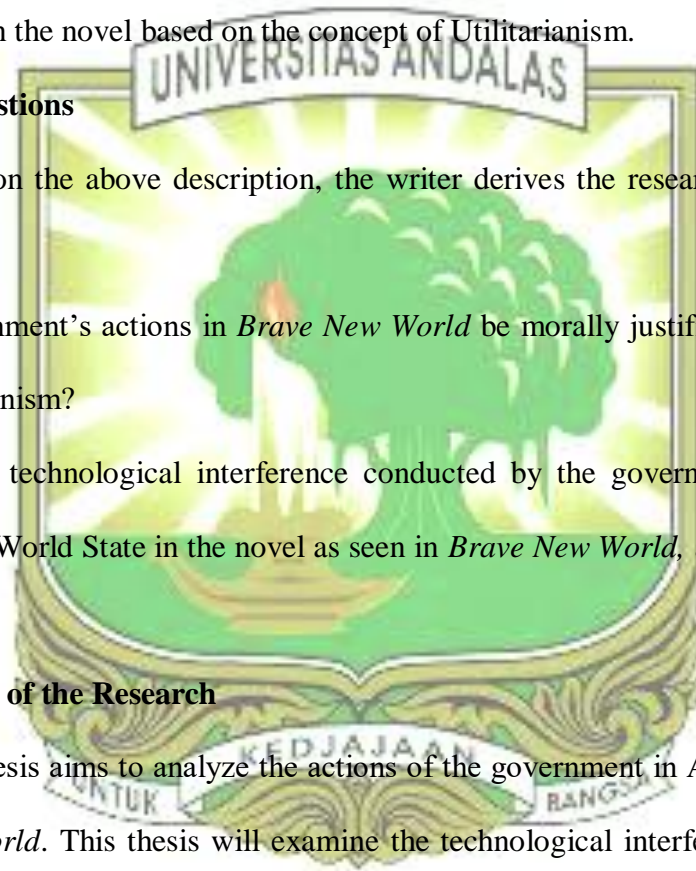 n the novel based on the concept of Utilitarianism.
UNIVERSITAS ANDALAS
stions
on the above description, the writer derives the resear
nment's actions in Brave New World be morally justif
nism?
technological interference conducted by the govern
World State in the novel as seen in Brave New World,
of the Research
esis aims to analyze the actions of the government in A
KEDJAJAAN
UNTUK BANGSA
orld. This thesis will examine the technological interfe